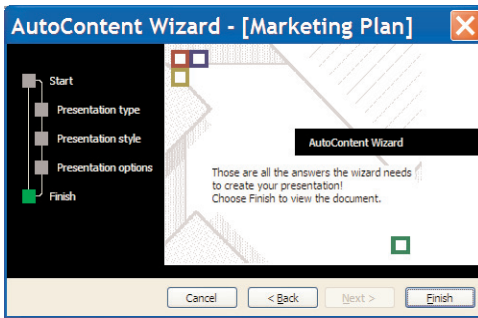 AutoContent Wizard - [Marketing Plan]
Start
Presentation type
Presentation style
Presentation options
Finish
AutoContent Wizard
Those are all the answers the wizard needs
to create your presentation!
Choose Finish to view the document.
Cancel
< Back
Next >
Finish